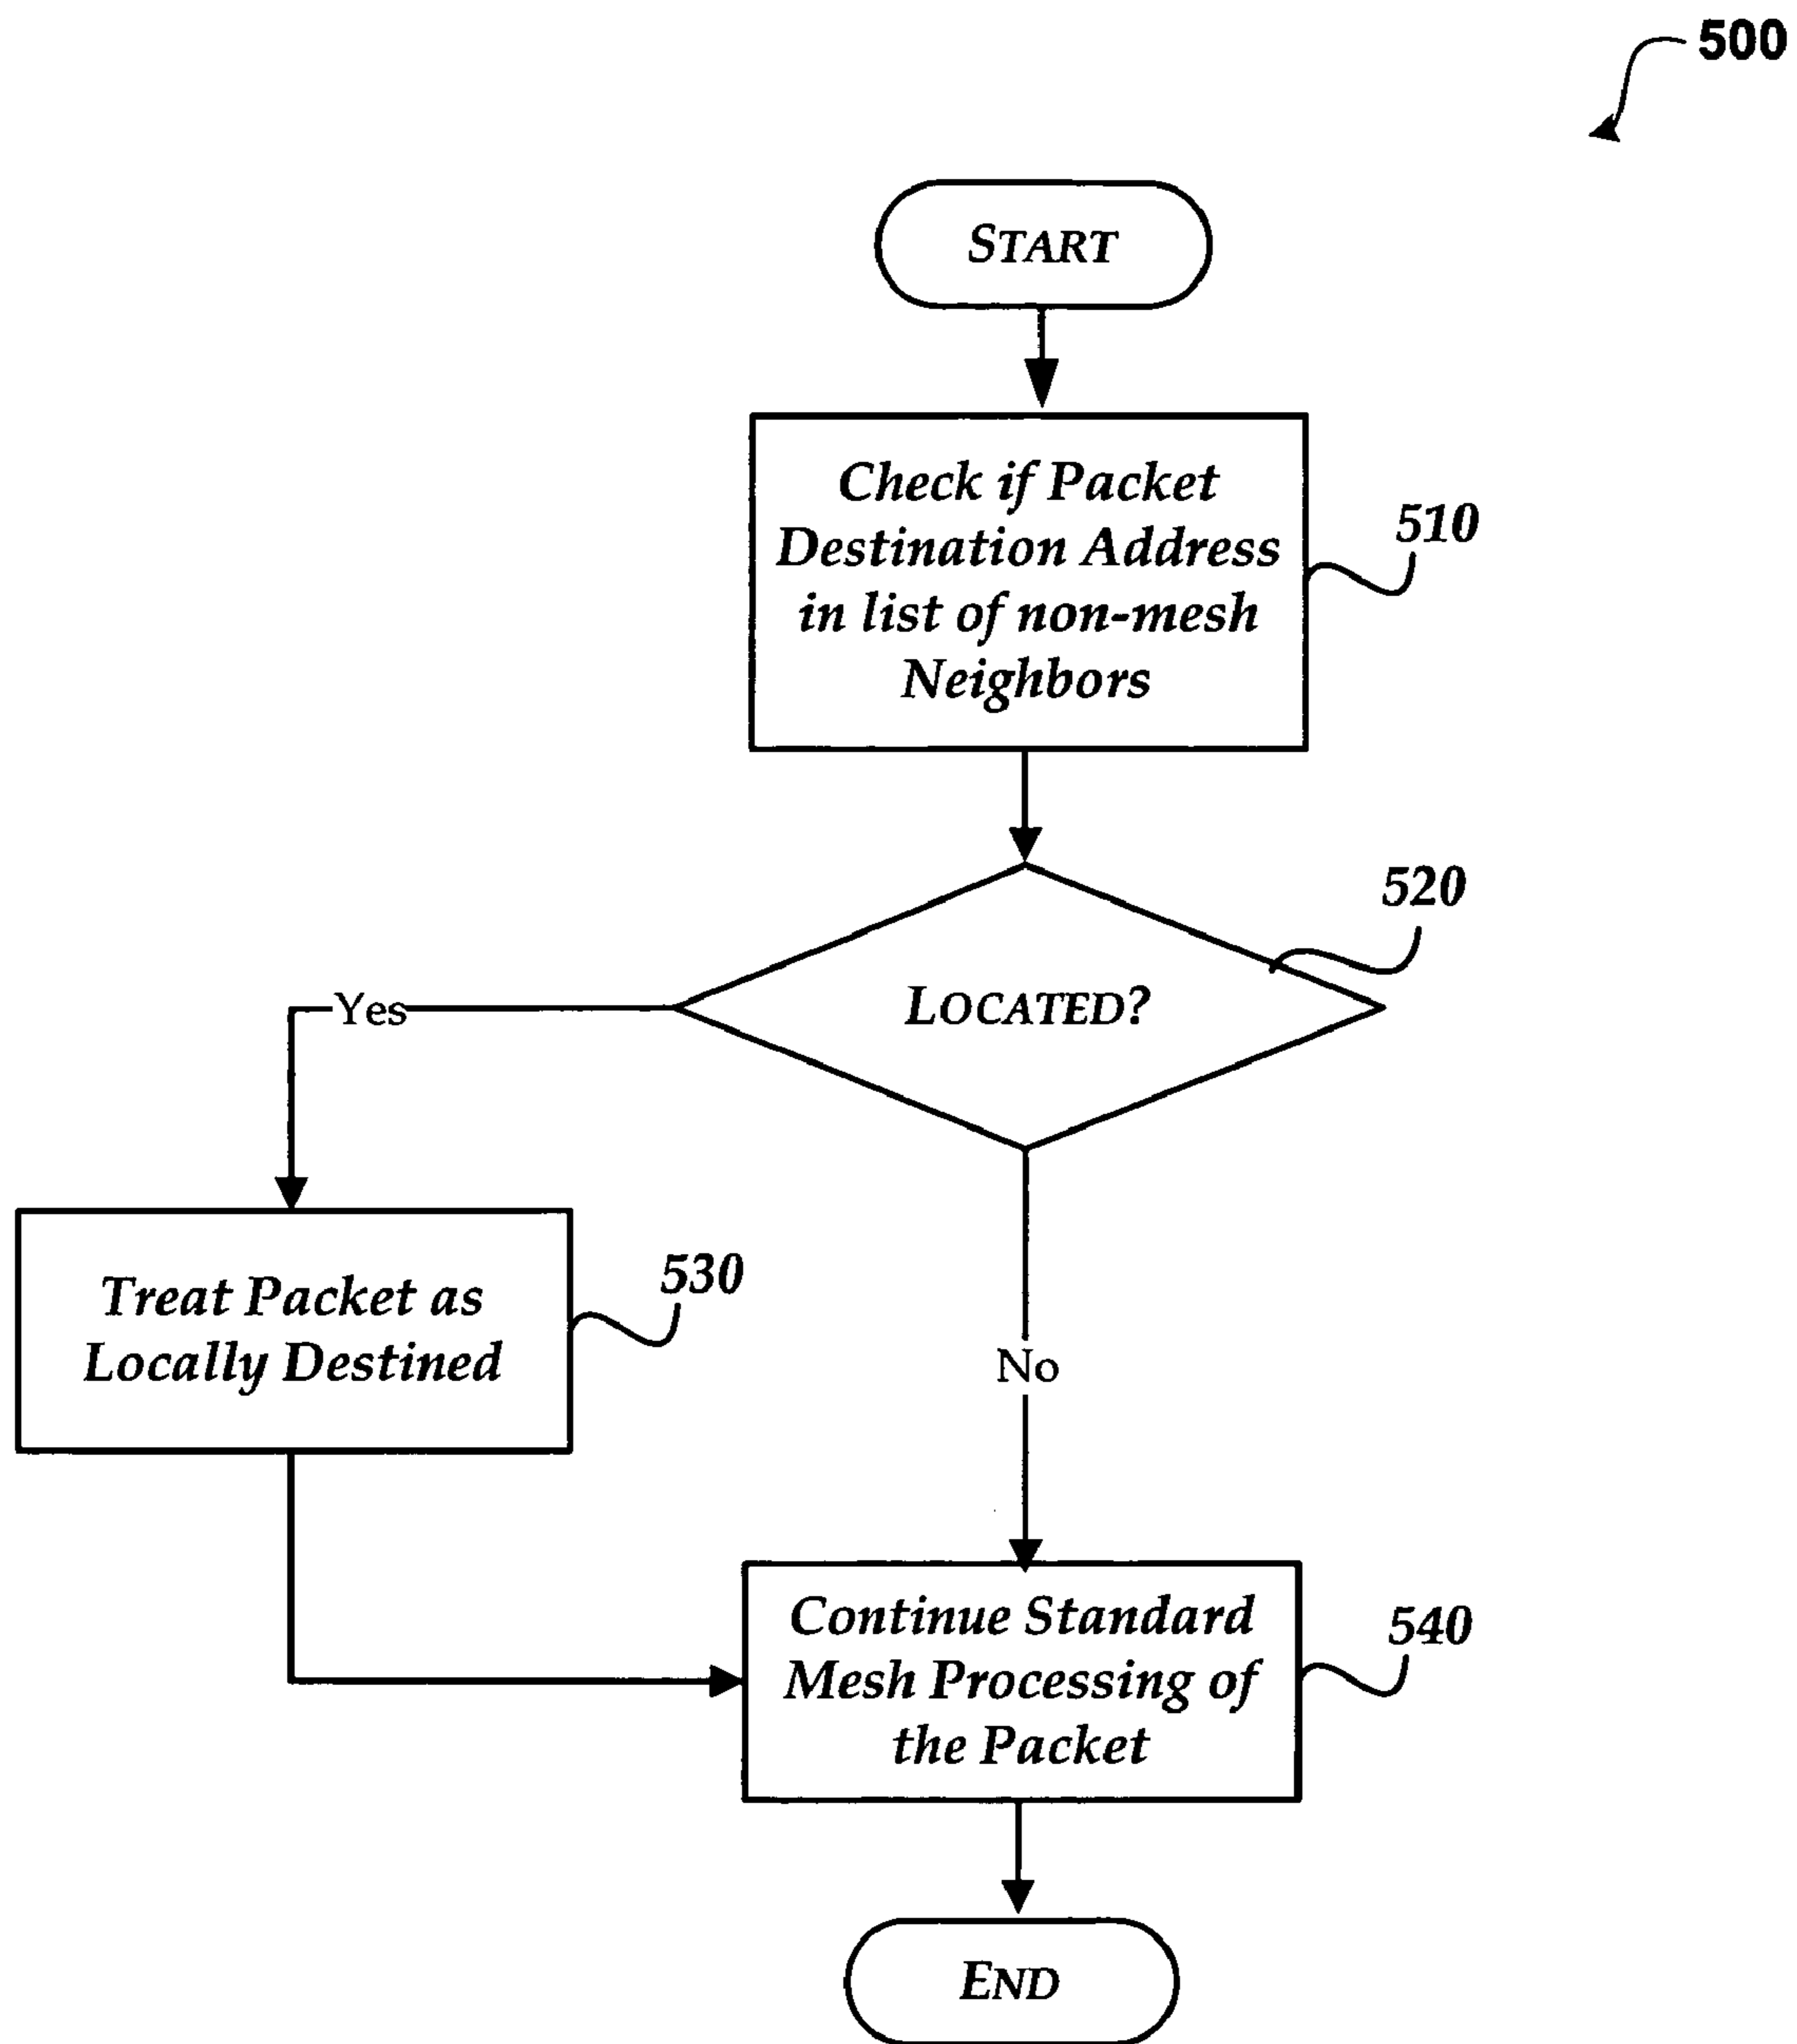 500
START
Check if Packet
Destination Address
in list of non-mesh
Neighbors
510
520
LOCATED?
Yes
530
Treat Packet as
Locally Destined
No
Continue Standard
Mesh Processing of
the Packet
540
END